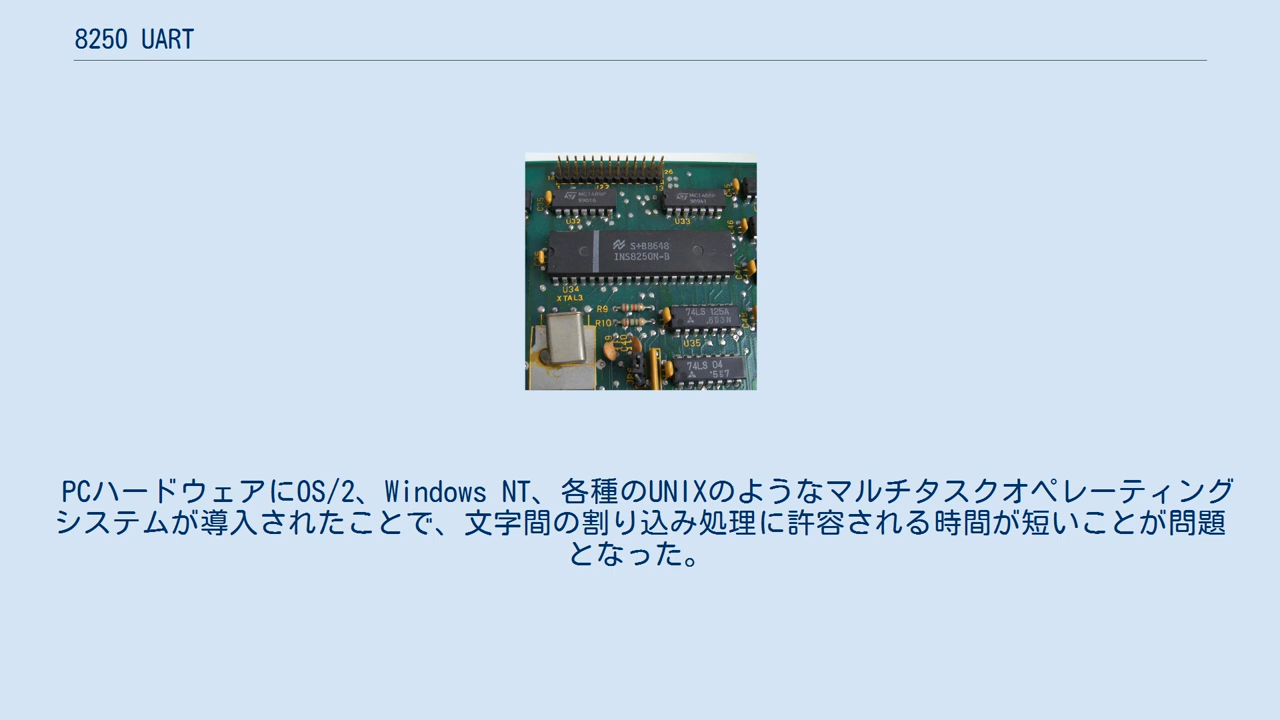 8250 UART
26
MC1488P
MC1488P
U32
U33
S+B8648
INS8250N-B
U34
XTAL3
R9
R10
74LS 125A
U35
74LS 04
PCハードウェアにOS/2、Windows NT、各種のUNIXのようなマルチタスクオペレーティング
システムが導入されたことで、文字間の割り込み処理に許容される時間が短いことが問題
となった。